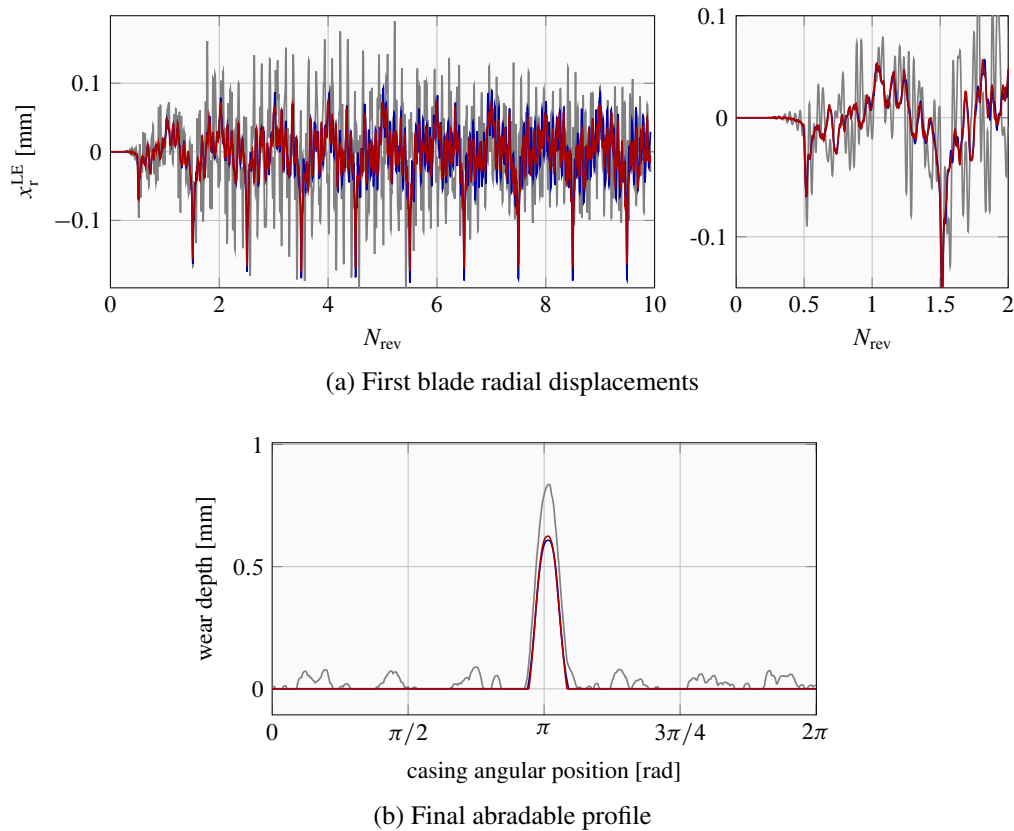 0.1
0
−0.1
x_r^LE [mm]
0 2 4 6 8 10
N_rev
0.1
0
-0.1
0 0.5 1 1.5 2
N_rev
(a) First blade radial displacements
1
0.5
0
wear depth [mm]
0 π/2 π 3π/4 2π
casing angular position [rad]
(b) Final abradable profile